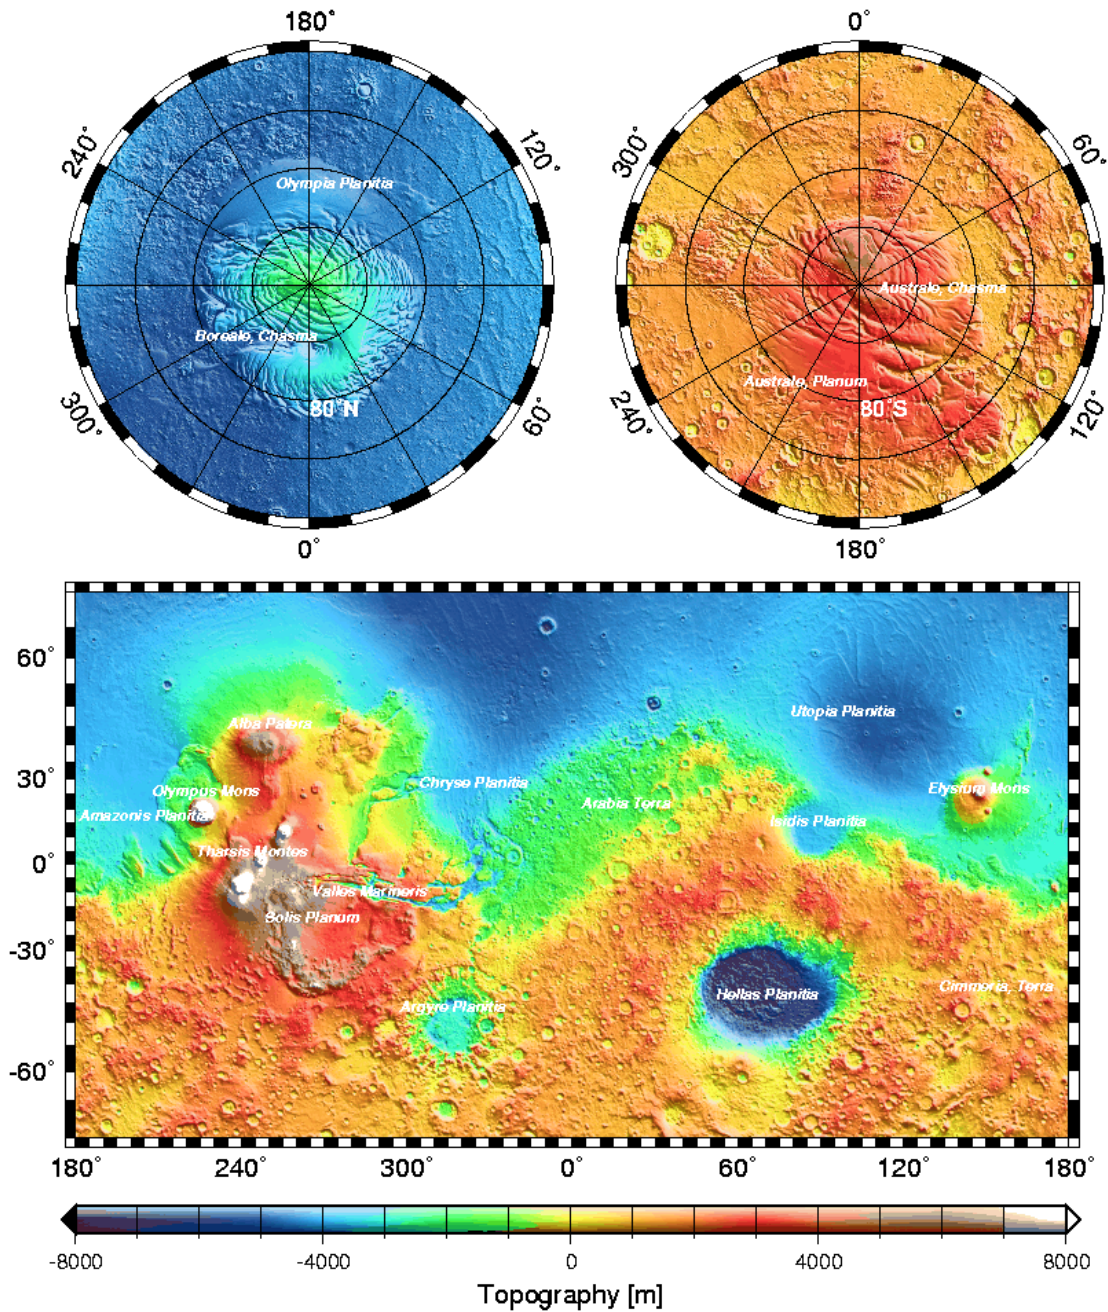 180°
0°
240°
120°
300°
60°
Olympia Planitia
Boreale, Chasma
Australe, Chasma
Australe, Planum
80°N
80°S
300°
60°
240°
120°
0°
180°
60°
Utopia Planitia
Alba Patera
30°
Chryse Planitia
Olympus Mons
Elysium Mons
Arabia Terra
Amazonis Planitia
Isidis Planitia
Tharsis Montes
0°
Valles Marineris
Solis Planum
-30°
Cimmeria, Terra
Hellas Planitia
Argyre Planitia
-60°
180°
240°
300°
0°
60°
120°
180°
-8000
-4000
0
4000
8000
Topography [m]